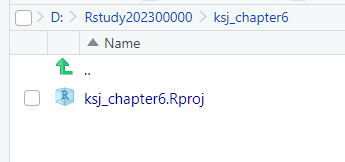 D: Rstudy202300000 ksj_chapter6
Name
..
ksj_chapter6.Rproj